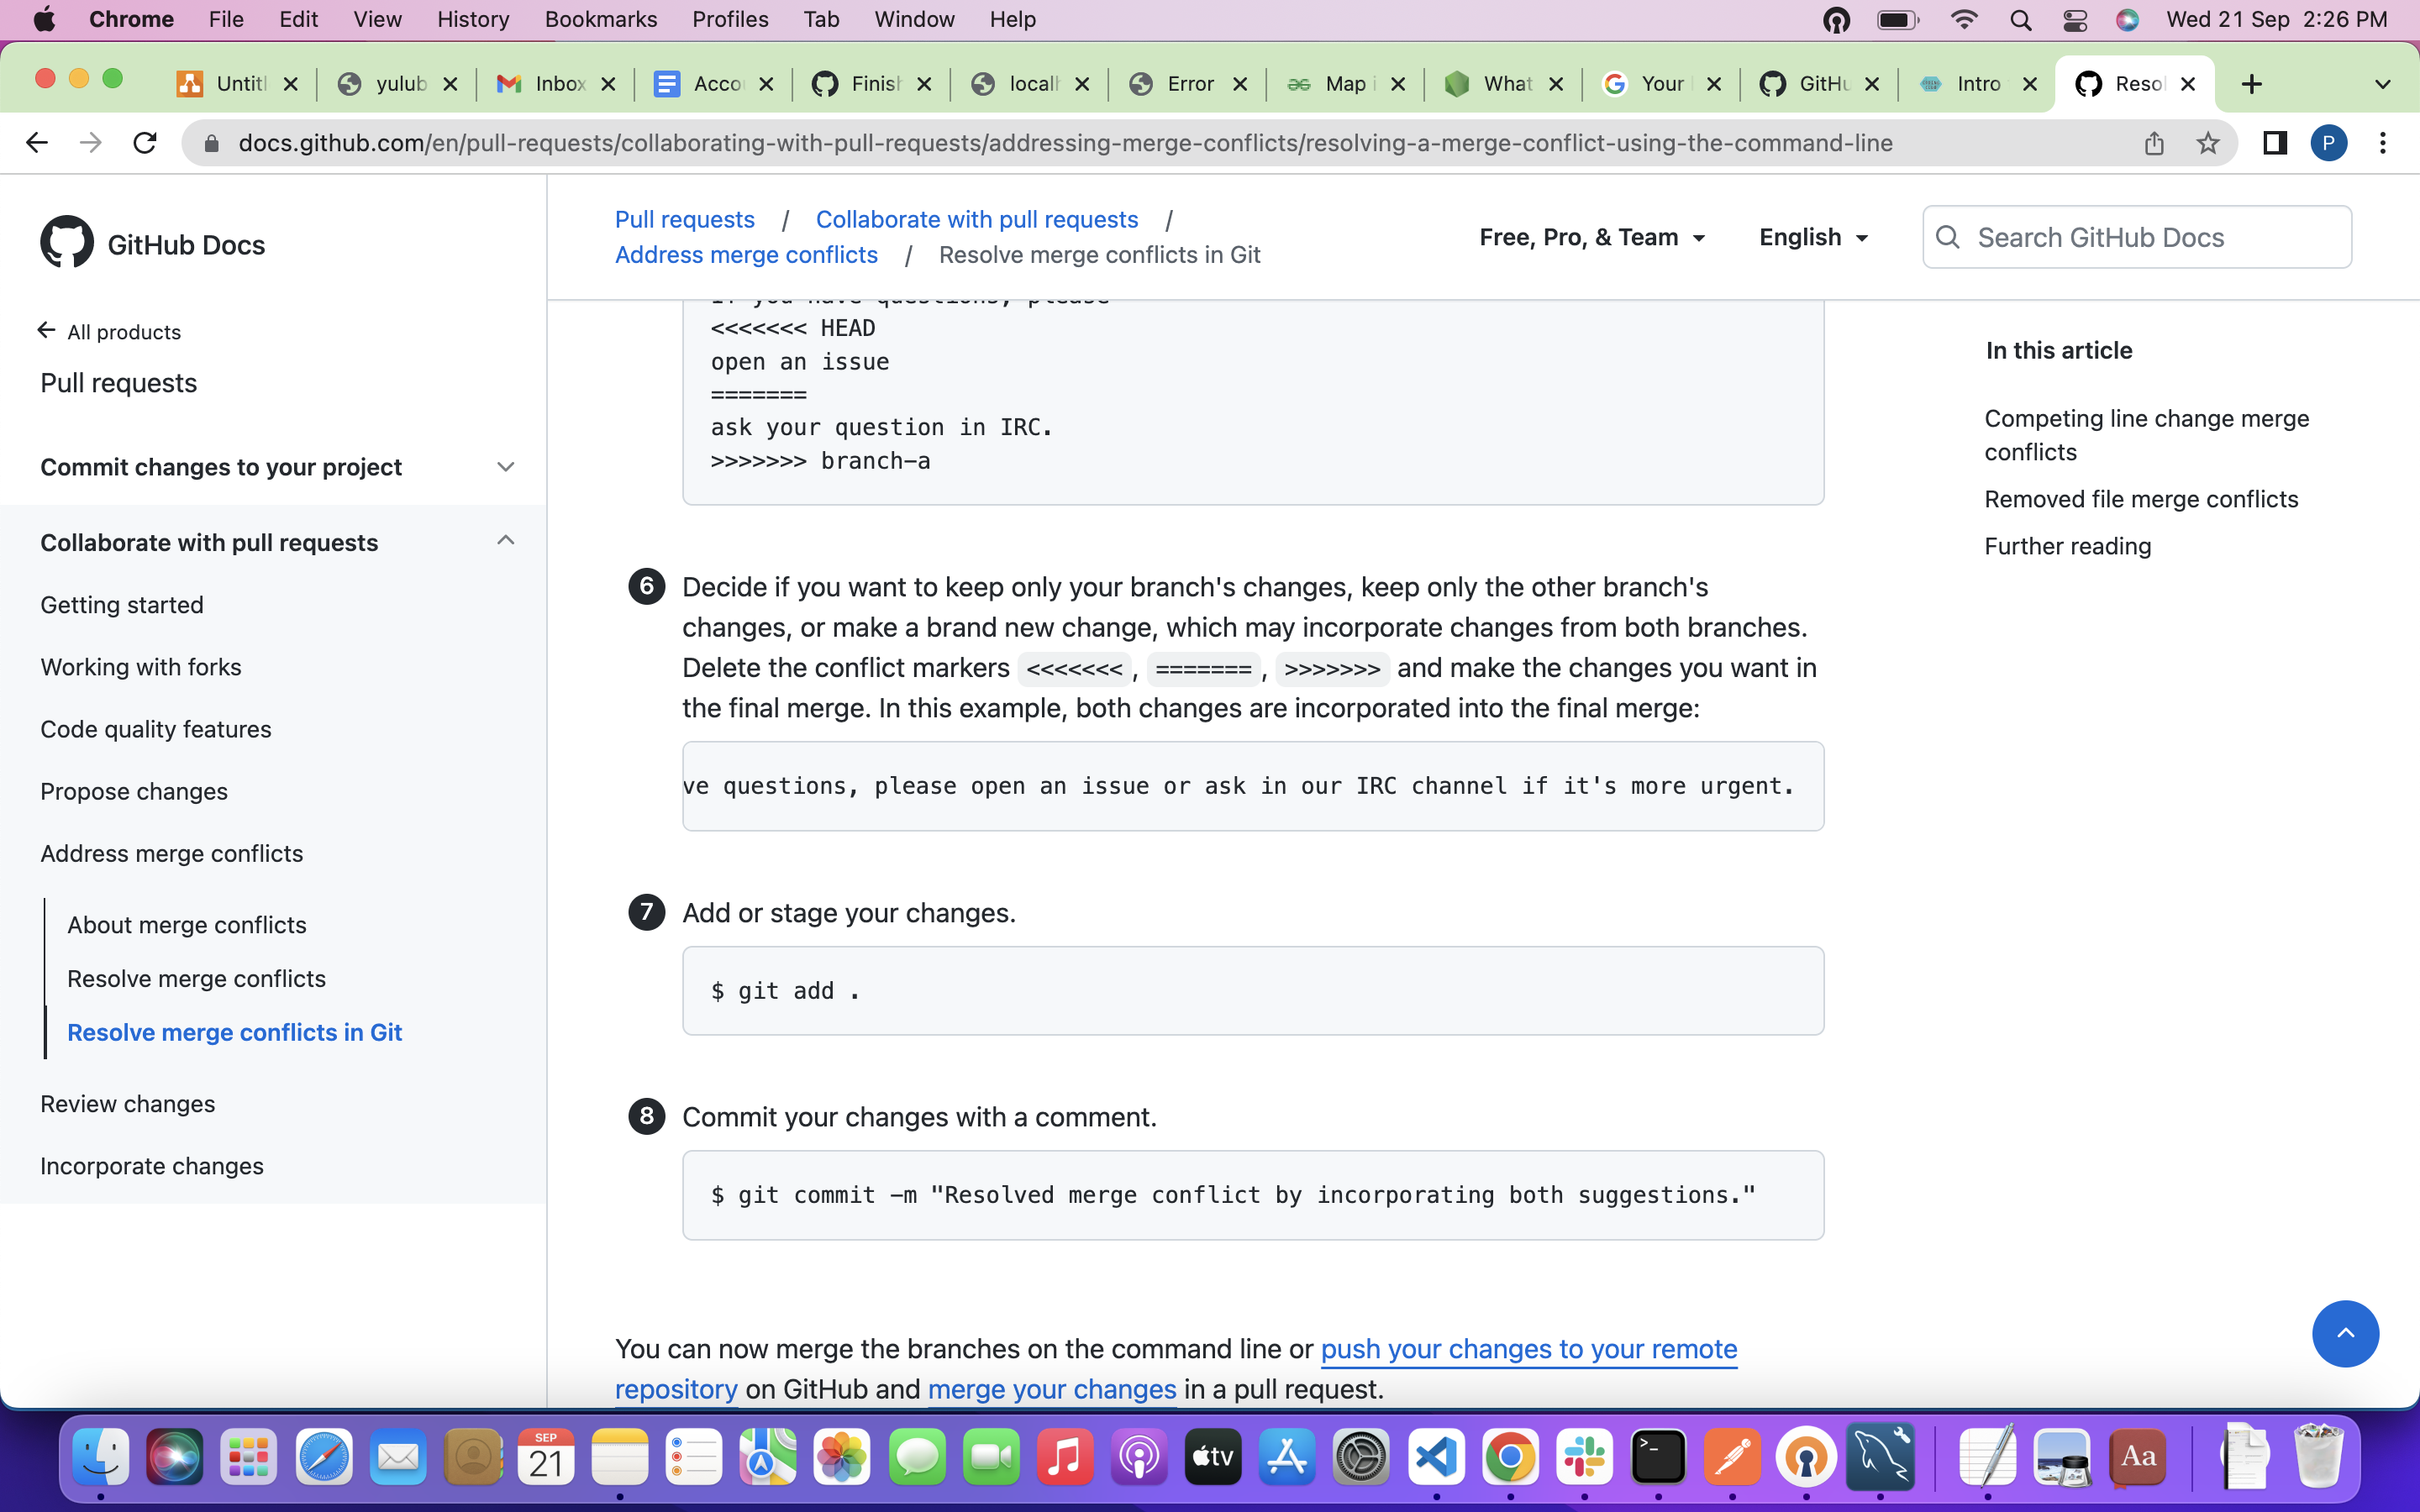 Chrome File Edit View History Bookmarks Profiles Tab Window Help Wed 21 Sep 2:26 PM
Untitl yulub Inbox Accou Finish localh Error Map i What Your GitHu Intro Resol
docs.github.com/en/pull-requests/collaborating-with-pull-requests/addressing-merge-conflicts/resolving-a-merge-conflict-using-the-command-line P
GitHub Docs
All products
Pull requests
Commit changes to your project
Collaborate with pull requests
Getting started
Working with forks
Code quality features
Propose changes
Address merge conflicts
About merge conflicts
Resolve merge conflicts
Resolve merge conflicts in Git
Review changes
Incorporate changes
Pull requests / Collaborate with pull requests /
Address merge conflicts / Resolve merge conflicts in Git
Free, Pro, & Team English Search GitHub Docs
If you have questions, please
<<<<<<< HEAD
open an issue
=======
ask your question in IRC.
>>>>>>> branch-a
6 Decide if you want to keep only your branch's changes, keep only the other branch's
changes, or make a brand new change, which may incorporate changes from both branches.
Delete the conflict markers <<<<<<<, =======, >>>>>>> and make the changes you want in
the final merge. In this example, both changes are incorporated into the final merge:
ve questions, please open an issue or ask in our IRC channel if it's more urgent.
7 Add or stage your changes.
$ git add .
8 Commit your changes with a comment.
$ git commit -m "Resolved merge conflict by incorporating both suggestions."
You can now merge the branches on the command line or push your changes to your remote
repository on GitHub and merge your changes in a pull request.
In this article
Competing line change merge
conflicts
Removed file merge conflicts
Further reading
SEP
21
tv
>_
Aa